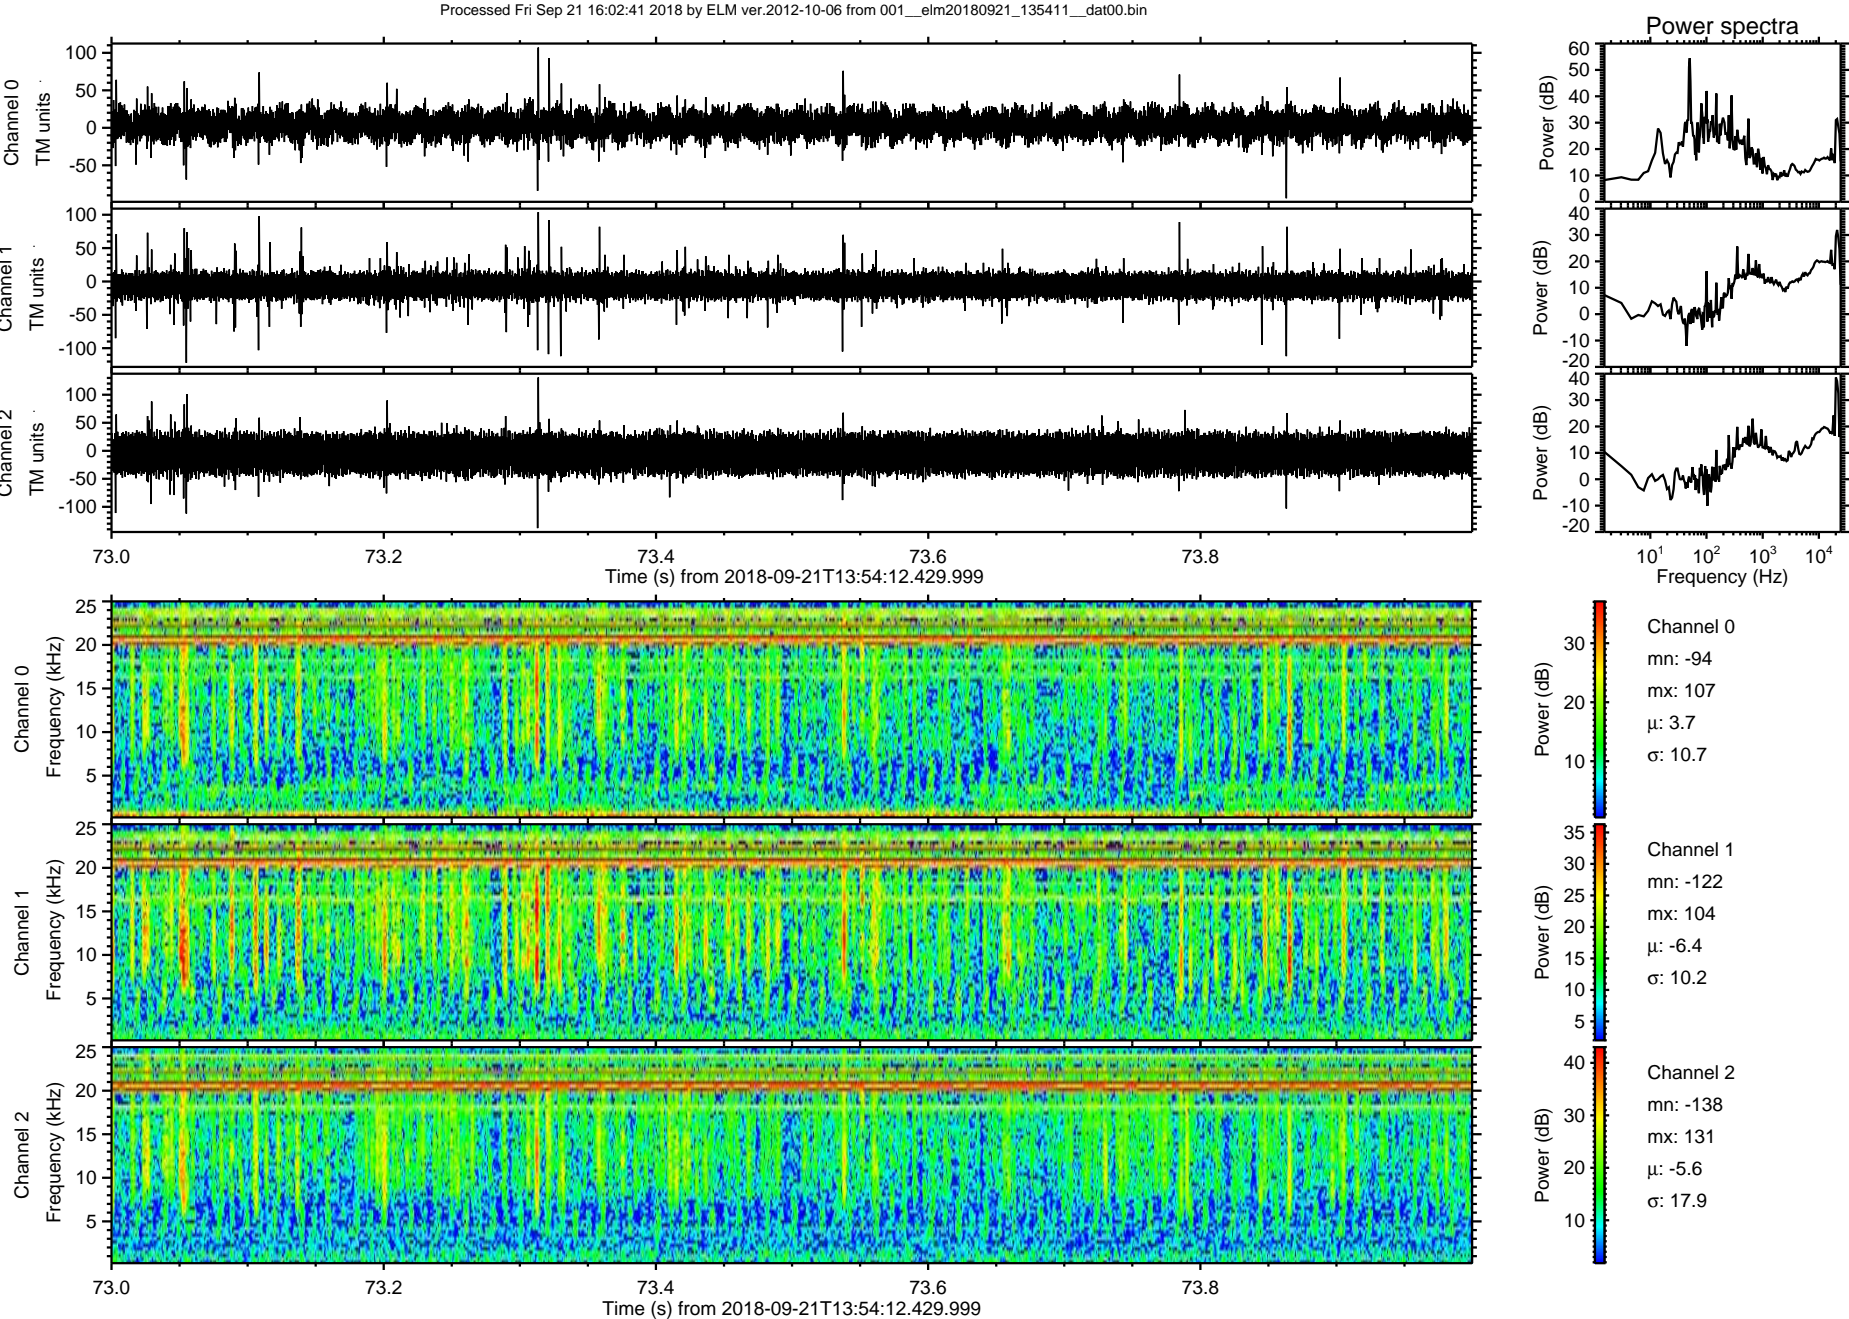 Processed Fri Sep 21 16:02:41 2018 by ELM ver.2012-10-06 from 001__elm20180921_135411__dat00.bin
Power spectra
Channel 0
TM units
100
50
0
-50
Power (dB)
60
50
40
30
20
10
0
Channel 1
TM units
100
50
0
-50
-100
Power (dB)
40
30
20
10
0
-10
-20
Channel 2
TM units
100
50
0
-50
-100
Power (dB)
40
30
20
10
0
-10
-20
73.0 73.2 73.4 73.6 73.8
Time (s) from 2018-09-21T13:54:12.429.999
10¹ 10² 10³ 10⁴
Frequency (Hz)
Channel 0
Frequency (kHz)
25
20
15
10
5
Power (dB)
30
20
10
Channel 0
mn: -94
mx: 107
μ: 3.7
σ: 10.7
Channel 1
Frequency (kHz)
25
20
15
10
5
Power (dB)
35
30
25
20
15
10
5
Channel 1
mn: -122
mx: 104
μ: -6.4
σ: 10.2
Channel 2
Frequency (kHz)
25
20
15
10
5
Power (dB)
40
30
20
10
Channel 2
mn: -138
mx: 131
μ: -5.6
σ: 17.9
73.0 73.2 73.4 73.6 73.8
Time (s) from 2018-09-21T13:54:12.429.999